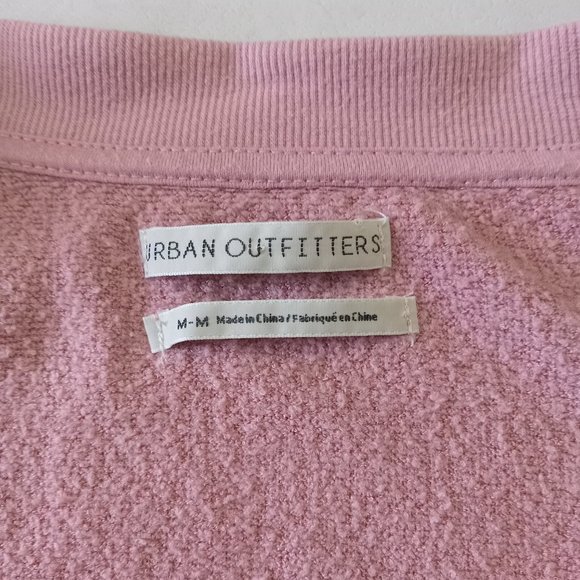 URBAN OUTFITTERS
M-M Made in China / Fabriqué en Chine